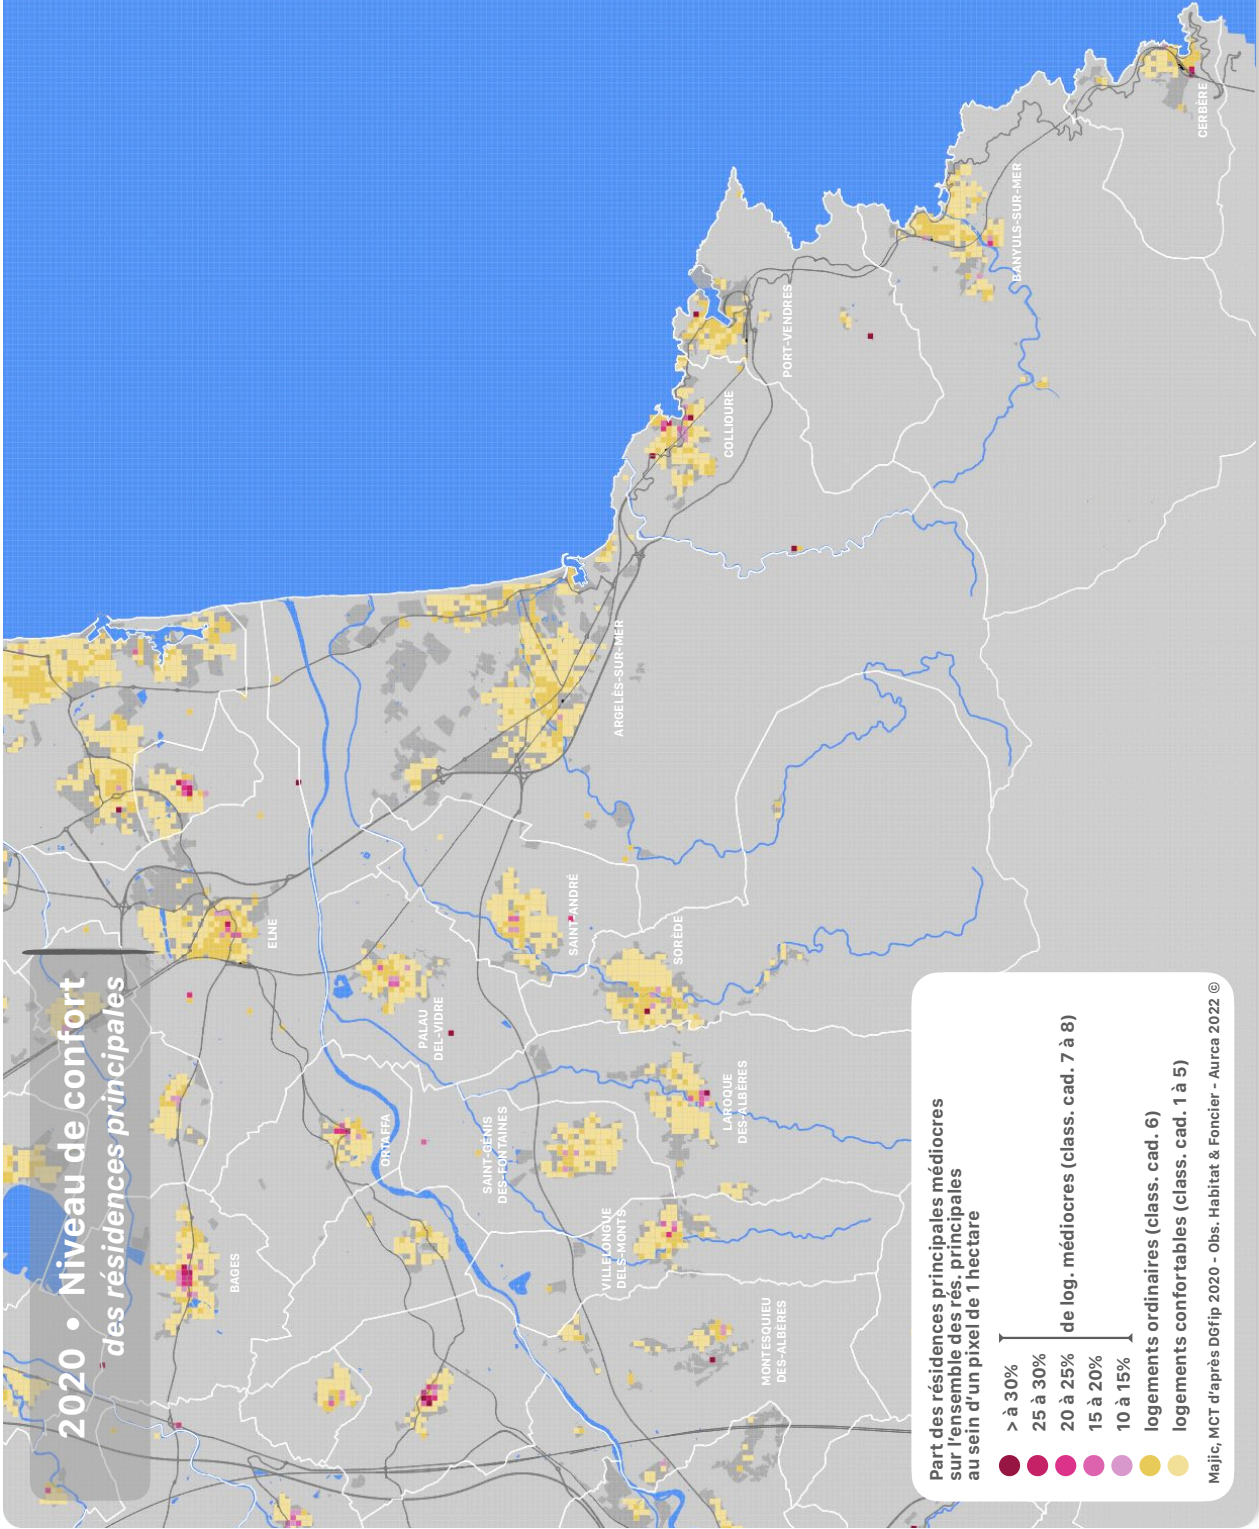 2020 • Niveau de confort
des résidences principales
BAGES
ELNE
ORTAFFA
PALAU
DEL-VIDRE
SAINT-ANDRÉ
ARGELÈS-SUR-MER
COLLIOURE
PORT-VENDRES
BANYULS-SUR-MER
CERBÈRE
SAINT-GÉNIS
DES-FONTAINES
SORÈDE
LAROQUE
DES-ALBÈRES
VILLELONGUE
DELS-MONTS
MONTESQUIEU
DES-ALBÈRES
Part des résidences principales médiocres
sur l'ensemble des rés. principales
au sein d'un pixel de 1 hectare
> à 30%
25 à 30%
20 à 25%
15 à 20%
10 à 15%
de log. médiocres (class. cad. 7 à 8)
logements ordinaires (class. cad. 6)
logements confortables (class. cad. 1 à 5)
Majic, MCT d'après DGfip 2020 - Obs. Habitat & Foncier - Aurca 2022 ©